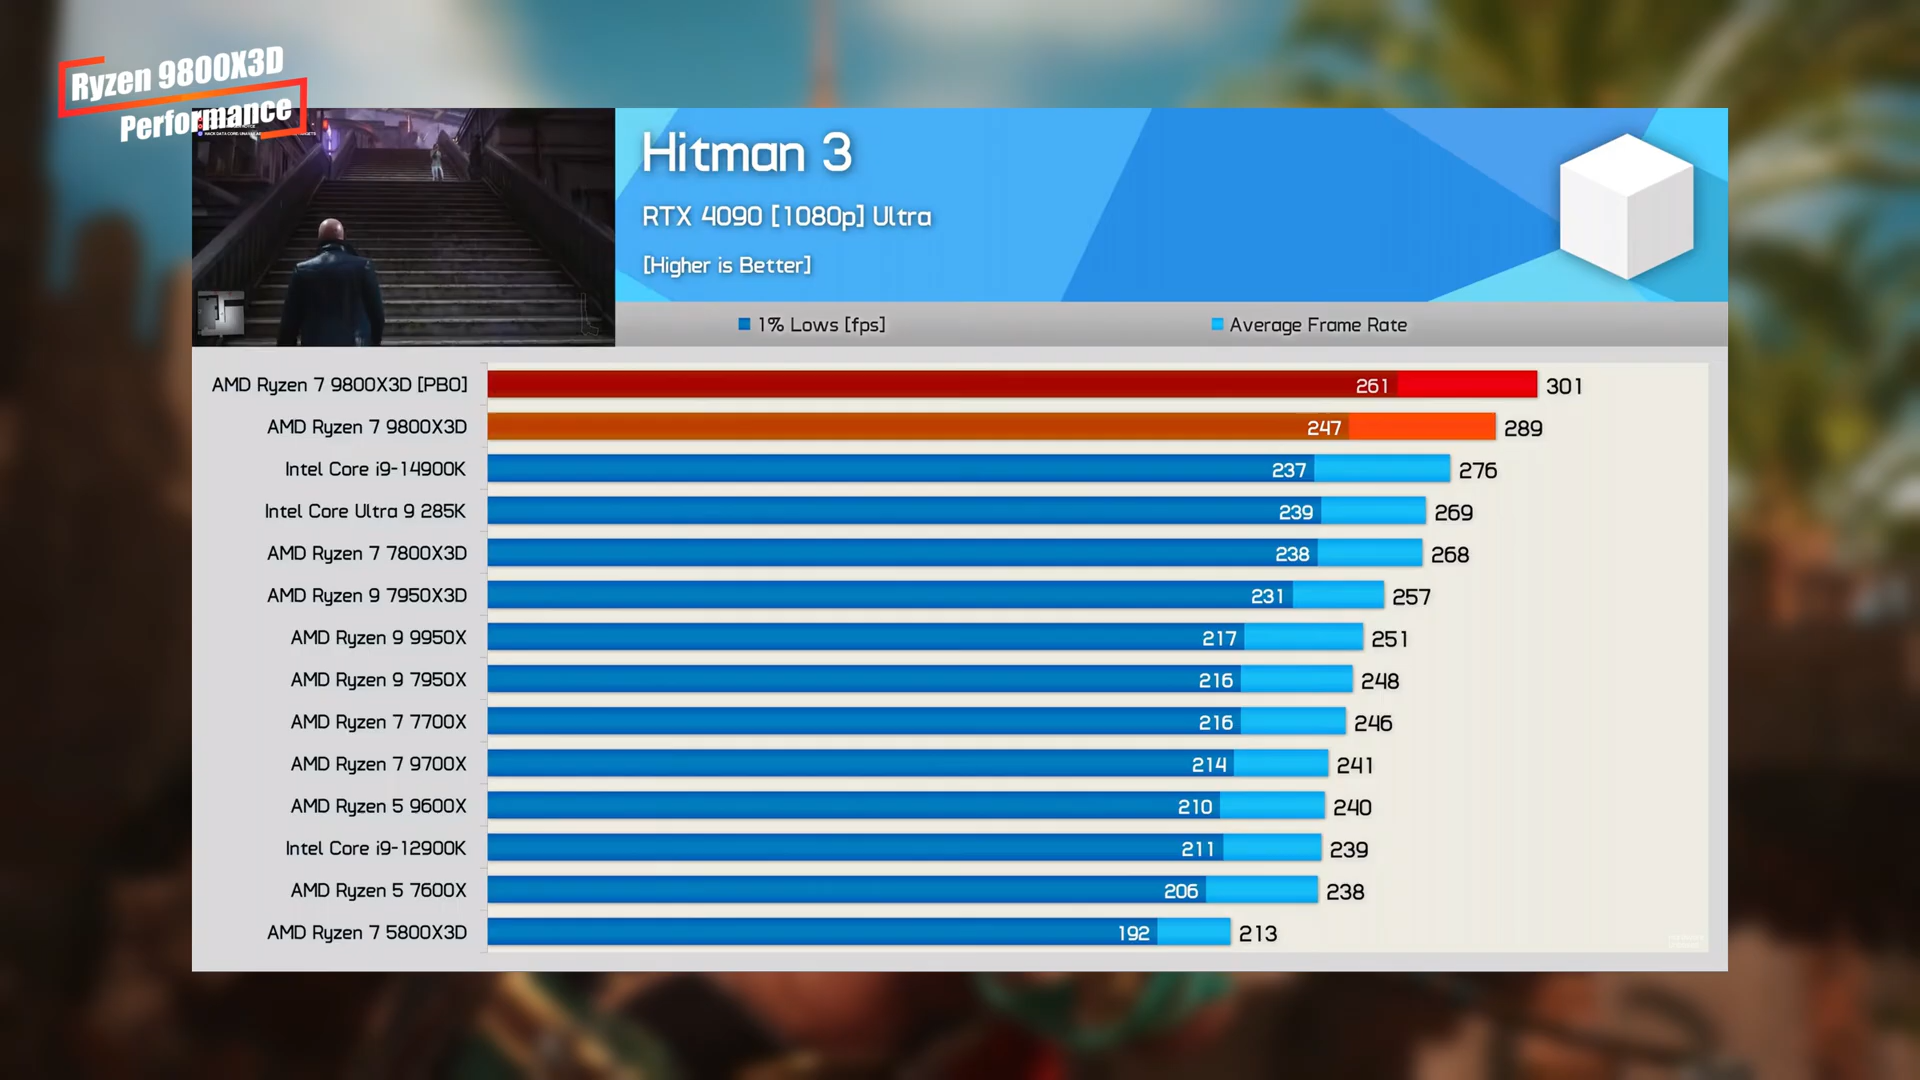 Ryzen 9800X3D
Performance
Hitman 3
RTX 4090 [1080p] Ultra
[Higher is Better]
1% Lows [fps]
Average Frame Rate
AMD Ryzen 7 9800X3D [PBO] 261 301
AMD Ryzen 7 9800X3D 247 289
Intel Core i9-14900K 237 276
Intel Core Ultra 9 285K 239 269
AMD Ryzen 7 7800X3D 238 268
AMD Ryzen 9 7950X3D 231 257
AMD Ryzen 9 9950X 217 251
AMD Ryzen 9 7950X 216 248
AMD Ryzen 7 7700X 216 246
AMD Ryzen 7 9700X 214 241
AMD Ryzen 5 9600X 210 240
Intel Core i9-12900K 211 239
AMD Ryzen 5 7600X 206 238
AMD Ryzen 7 5800X3D 192 213